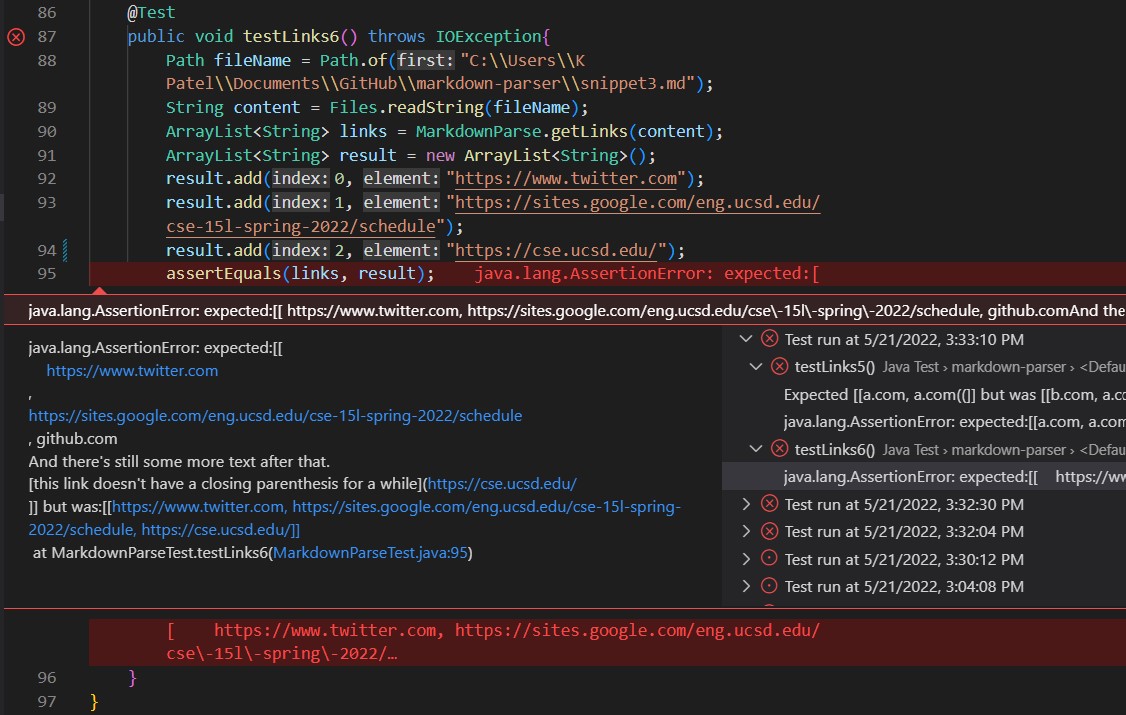 86 @Test
87 public void testLinks6() throws IOException{
88 Path fileName = Path.of(first: "C:\\Users\\K
Patel\\Documents\\GitHub\\markdown-parser\\snippet3.md");
89 String content = Files.readString(fileName);
90 ArrayList<String> links = MarkdownParse.getLinks(content);
91 ArrayList<String> result = new ArrayList<String>();
92 result.add(index: 0, element: "https://www.twitter.com");
93 result.add(index: 1, element: "https://sites.google.com/eng.ucsd.edu/
cse-15l-spring-2022/schedule");
94 result.add(index: 2, element: "https://cse.ucsd.edu/");
95 assertEquals(links, result); java.lang.AssertionError: expected:[
java.lang.AssertionError: expected:[[ https://www.twitter.com, https://sites.google.com/eng.ucsd.edu/cse\-15l\-spring\-2022/schedule, github.comAnd the
java.lang.AssertionError: expected:[[
https://www.twitter.com
,
https://sites.google.com/eng.ucsd.edu/cse-15l-spring-2022/schedule
, github.com
And there's still some more text after that.
[this link doesn't have a closing parenthesis for a while](https://cse.ucsd.edu/
]] but was:[[https://www.twitter.com, https://sites.google.com/eng.ucsd.edu/cse-15l-spring-
2022/schedule, https://cse.ucsd.edu/]]
at MarkdownParseTest.testLinks6(MarkdownParseTest.java:95)
Test run at 5/21/2022, 3:33:10 PM
testLinks5() Java Test › markdown-parser › <Defau
Expected [[a.com, a.com(()] but was [[b.com, a.co
java.lang.AssertionError: expected:[[a.com, a.com
testLinks6() Java Test › markdown-parser › <Defau
java.lang.AssertionError: expected:[[ https://ww
Test run at 5/21/2022, 3:32:30 PM
Test run at 5/21/2022, 3:32:04 PM
Test run at 5/21/2022, 3:30:12 PM
Test run at 5/21/2022, 3:04:08 PM
[ https://www.twitter.com, https://sites.google.com/eng.ucsd.edu/
cse\-15l\-spring\-2022/…
96 }
97 }